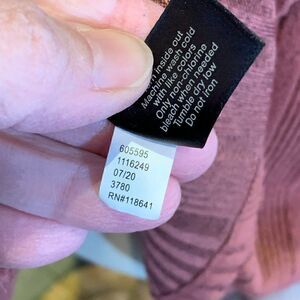 inside out
Machine wash cold
with like colors
Only non-chlorine
bleach when needed
Tumble dry low
Do not iron
605595
1116249
07/20
3780
RN#118641